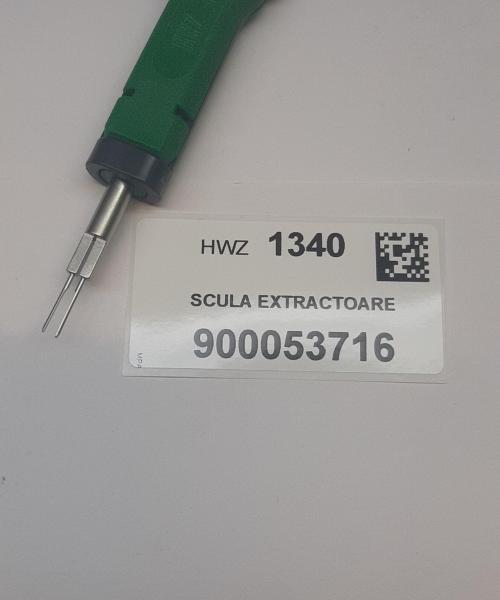 HWZ 1340
SCULA EXTRACTOARE
900053716